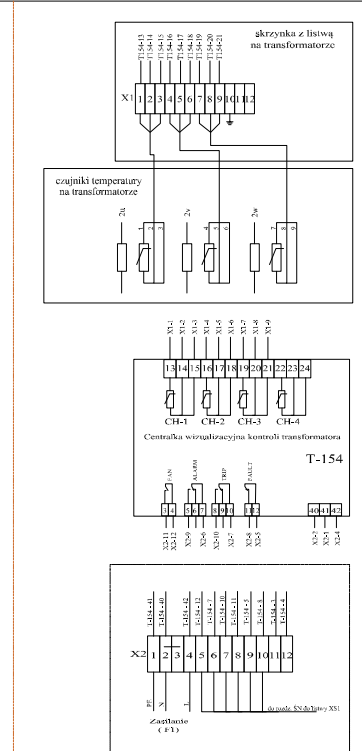 skrzynka z listwą
na transformatorze
T154-13
T154-14
T154-15
T154-16
T154-17
T154-18
T154-19
T154-20
T154-21
X1 1 2 3 4 5 6 7 8 9 10 11 12
czujniki temperatury
na transformatorze
2u
1 2 3
2v
4 5 6
2w
7 8 9
X1-1
X1-2
X1-3
X1-4
X1-5
X1-6
X1-7
X1-8
X1-9
13 14 15 16 17 18 19 20 21 22 23 24
CH-1 CH-2 CH-3 CH-4
Centralka wizualizacyjna kontroli transformatora
T-154
FAN
ALARM
TRIP
FAULT
3 4 5 6 7 8 9 10 11 12 40 41 42
X2-11
X2-12
X2-9
X2-6
X2-10
X2-7
X2-8
X2-5
X2-2
X2-1
X2-4
T-154 - 41
T-154 - 40
T-154 - 42
T-154 - 12
T-154 - 7
T-154 - 10
T-154 - 11
T-154 - 5
T-154 - 8
T-154 - 3
T-154 - 4
X2 1 2 3 4 5 6 7 8 9 10 11 12
PE
N
L
do rozdz. SN do listwy XS1
Zasilanie
( F1)